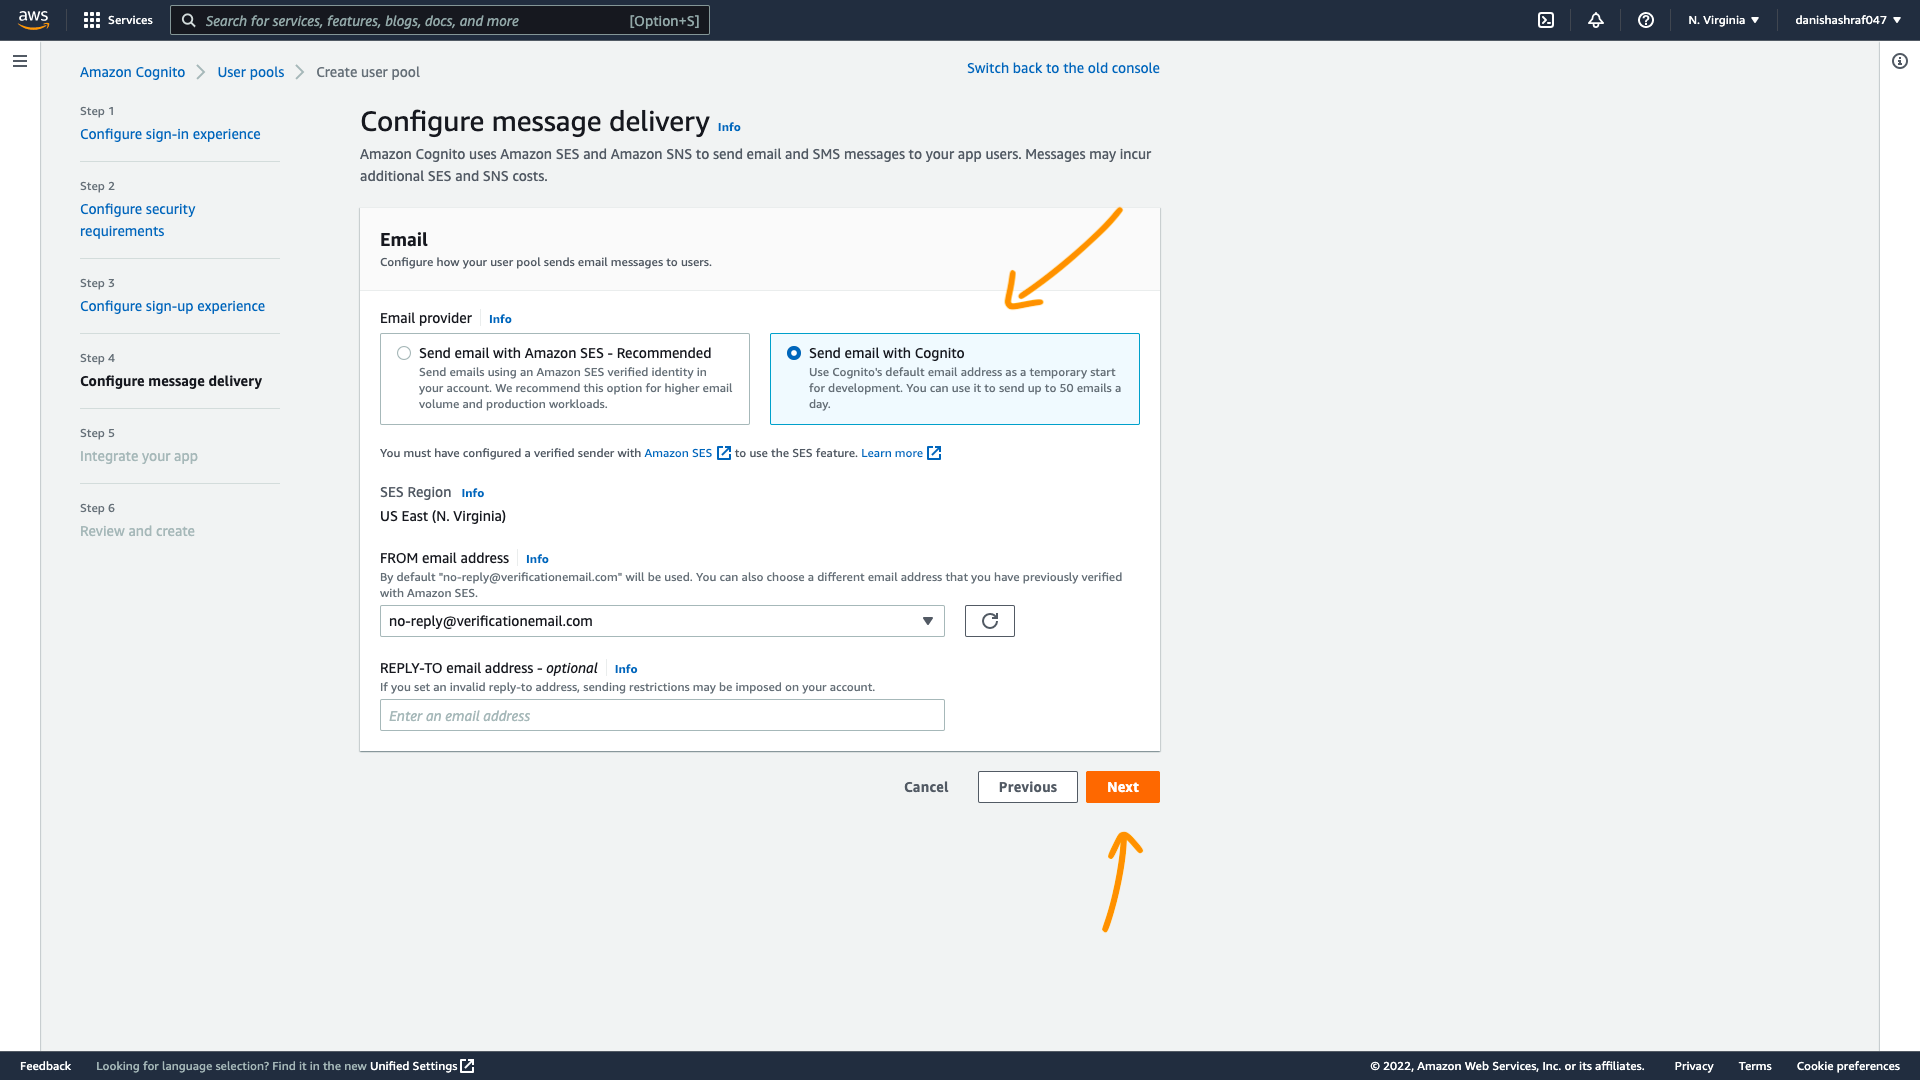 aws
Services
Search for services, features, blogs, docs, and more [Option+S]
N. Virginia
danishashraf047
Amazon Cognito
User pools
Create user pool
Switch back to the old console
Step 1
Configure sign-in experience
Step 2
Configure security
requirements
Step 3
Configure sign-up experience
Step 4
Configure message delivery
Step 5
Integrate your app
Step 6
Review and create
Configure message delivery Info
Amazon Cognito uses Amazon SES and Amazon SNS to send email and SMS messages to your app users. Messages may incur
additional SES and SNS costs.
Email
Configure how your user pool sends email messages to users.
Email provider Info
Send email with Amazon SES - Recommended
Send emails using an Amazon SES verified identity in
your account. We recommend this option for higher email
volume and production workloads.
Send email with Cognito
Use Cognito's default email address as a temporary start
for development. You can use it to send up to 50 emails a
day.
You must have configured a verified sender with Amazon SES to use the SES feature. Learn more
SES Region Info
US East (N. Virginia)
FROM email address Info
By default "no-reply@verificationemail.com" will be used. You can also choose a different email address that you have previously verified
with Amazon SES.
no-reply@verificationemail.com
REPLY-TO email address - optional Info
If you set an invalid reply-to address, sending restrictions may be imposed on your account.
Enter an email address
Cancel
Previous
Next
Feedback
Looking for language selection? Find it in the new Unified Settings
© 2022, Amazon Web Services, Inc. or its affiliates.
Privacy
Terms
Cookie preferences